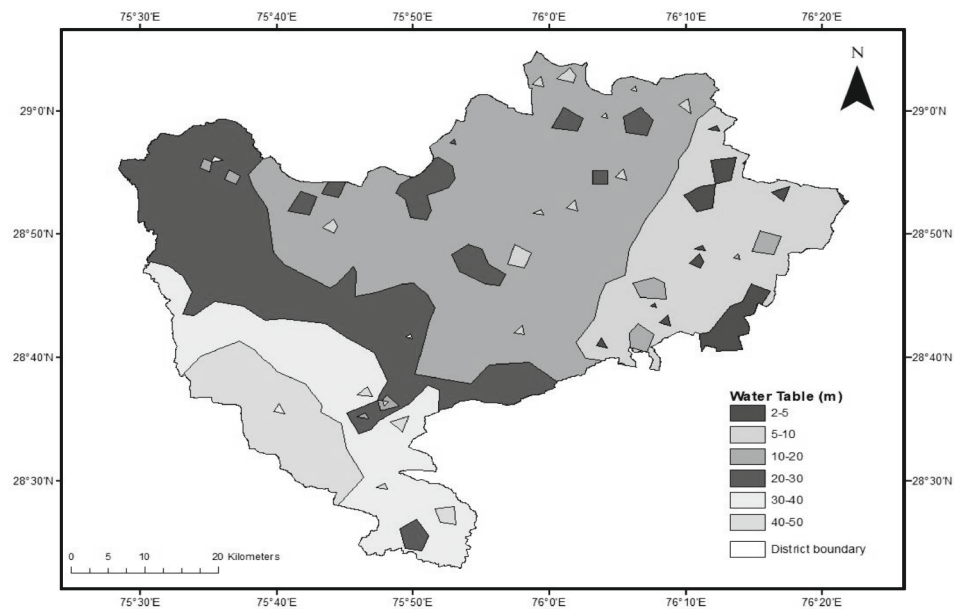 75°30'E 75°40'E 75°50'E 76°0'E 76°10'E 76°20'E
N
29°0'N 29°0'N
28°50'N 28°50'N
28°40'N 28°40'N
28°30'N 28°30'N
Water Table (m)
2-5
5-10
10-20
20-30
30-40
40-50
District boundary
0 5 10 20 Kilometers
75°30'E 75°40'E 75°50'E 76°0'E 76°10'E 76°20'E